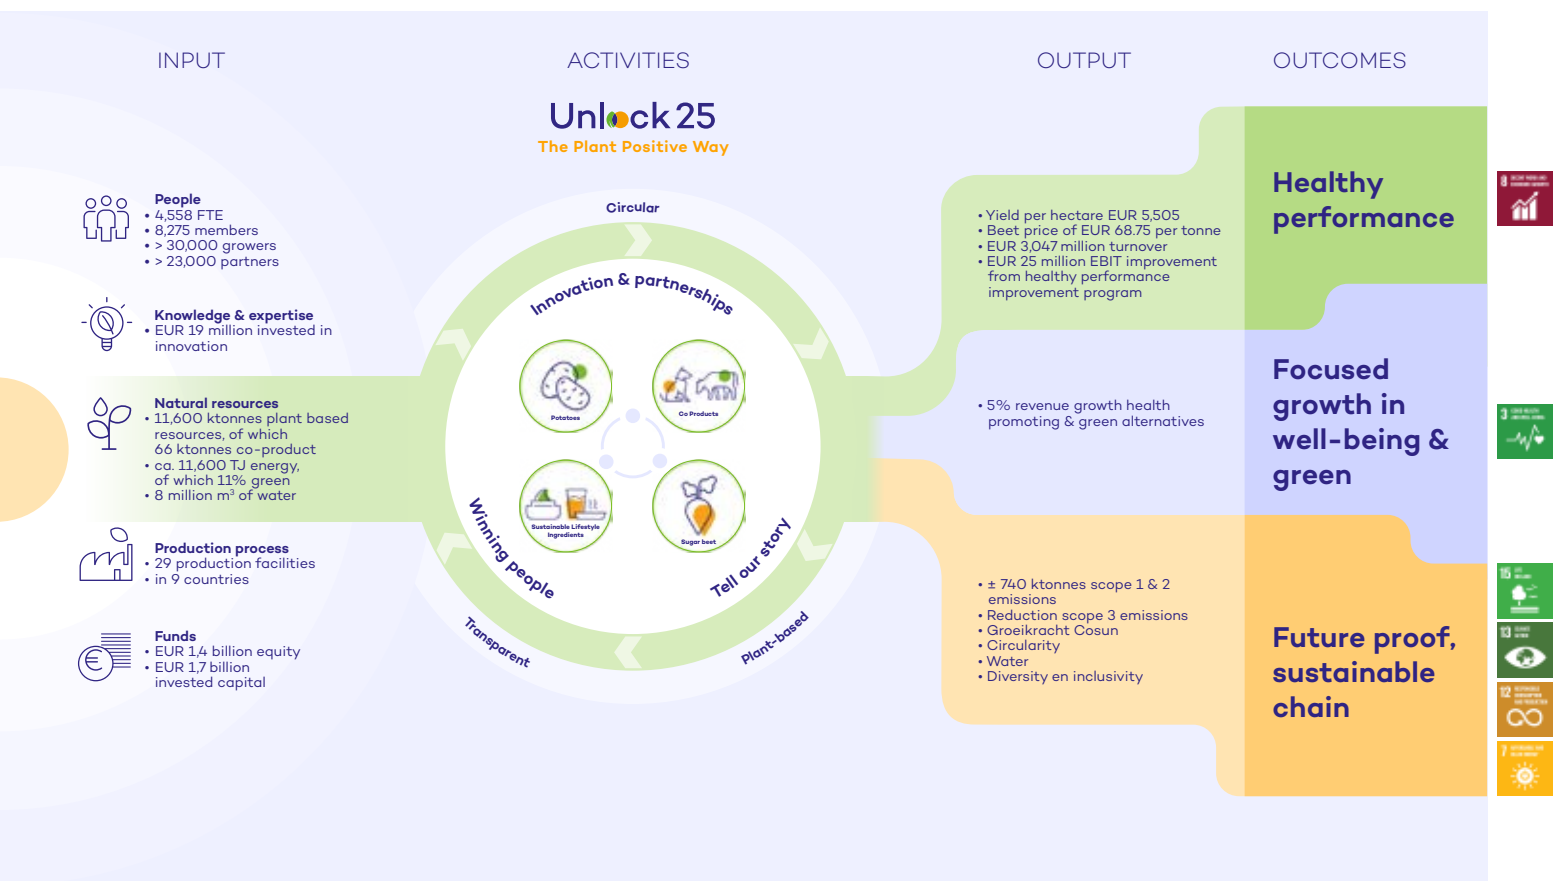 INPUT
ACTIVITIES
OUTPUT
OUTCOMES
Unlock 25
The Plant Positive Way
People
• 4,558 FTE
• 8,275 members
• > 30,000 growers
• > 23,000 partners
Knowledge & expertise
• EUR 19 million invested in
innovation
Natural resources
• 11,600 ktonnes plant based
resources, of which
66 ktonnes co-product
• ca. 11,600 TJ energy,
of which 11% green
• 8 million m³ of water
Production process
• 29 production facilities
• in 9 countries
Funds
• EUR 1,4 billion equity
• EUR 1,7 billion
invested capital
Circular
Innovation & partnerships
Potatoes
Co Products
Sustainable Lifestyle
Ingredients
Sugar beet
Winning people
Tell our story
Transparent
Plant-based
• Yield per hectare EUR 5,505
• Beet price of EUR 68.75 per tonne
• EUR 3,047 million turnover
• EUR 25 million EBIT improvement
from healthy performance
improvement program
• 5% revenue growth health
promoting & green alternatives
• ± 740 ktonnes scope 1 & 2
emissions
• Reduction scope 3 emissions
• Groeikracht Cosun
• Circularity
• Water
• Diversity en inclusivity
Healthy
performance
Focused
growth in
well-being &
green
Future proof,
sustainable
chain
8
3
15
13
12
7